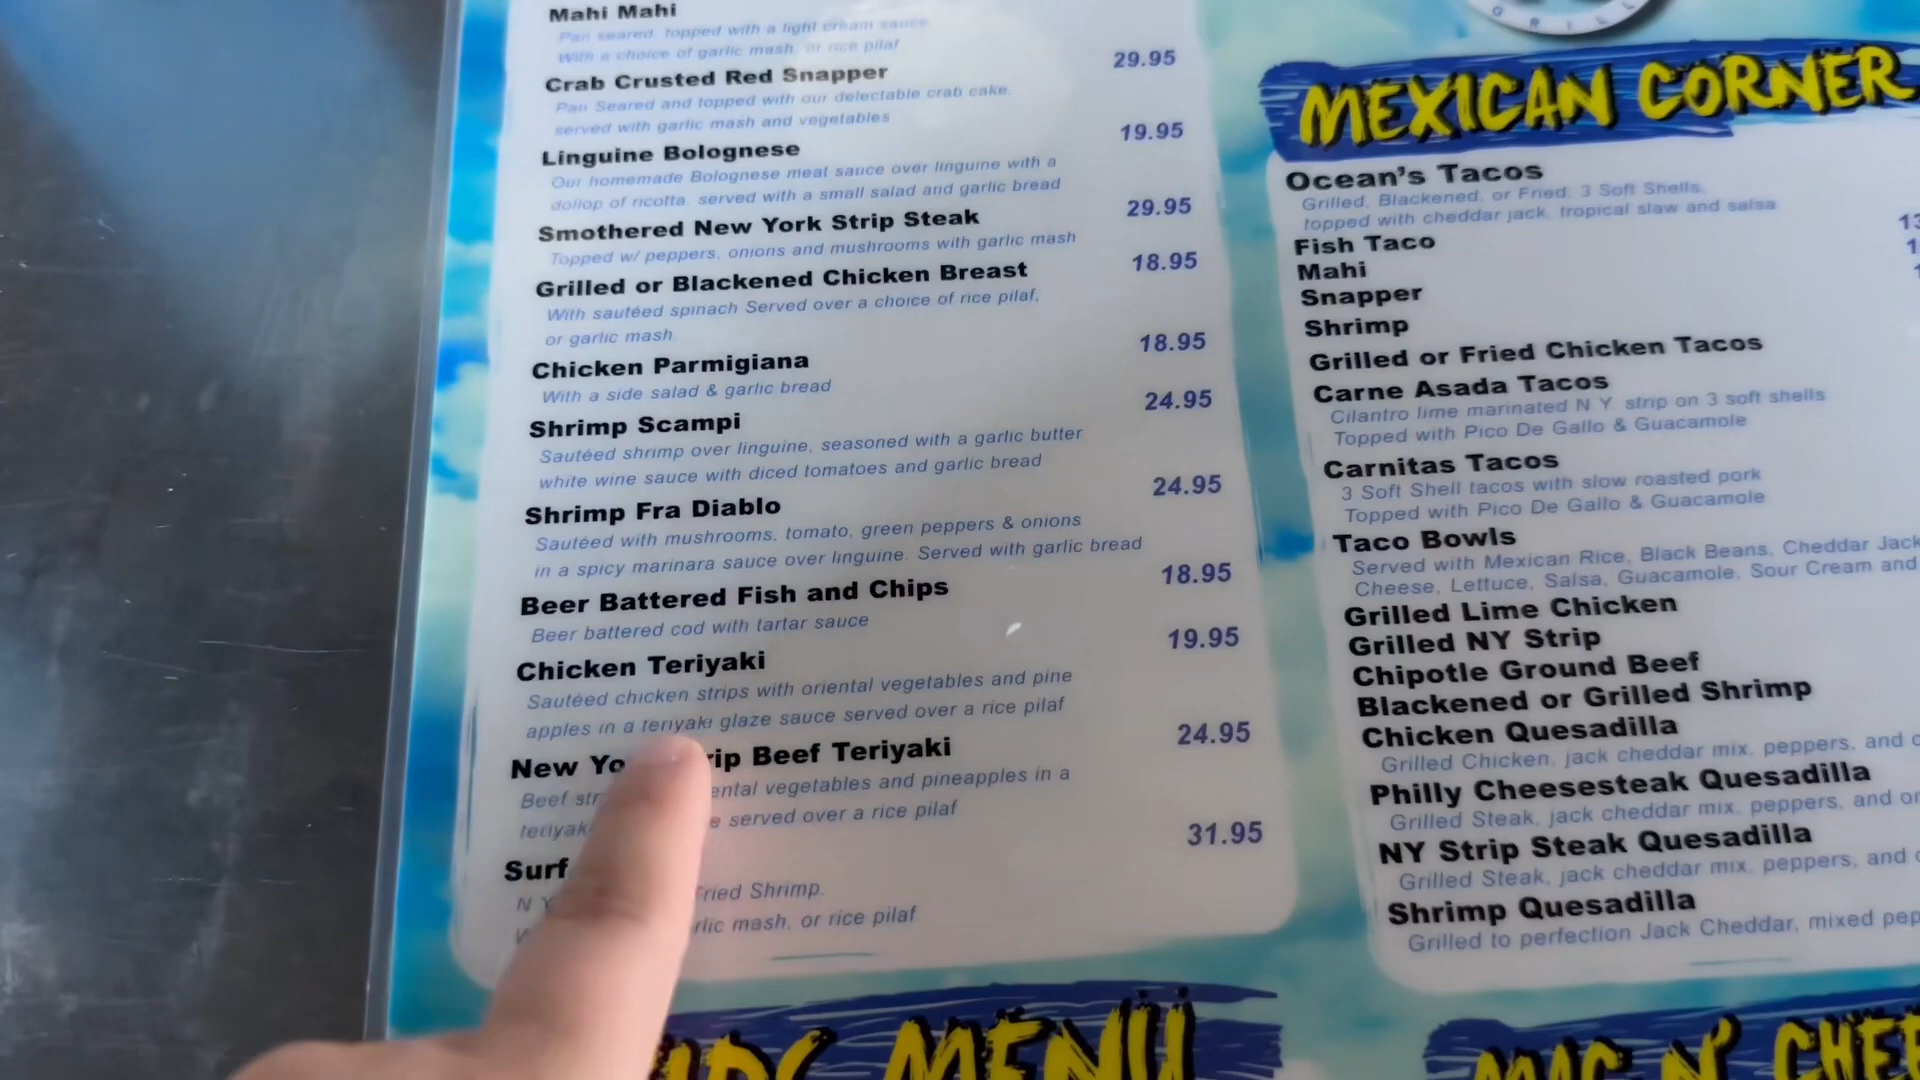 Mahi Mahi
Pan seared, topped with a light cream sauce
With a choice of garlic mash, or rice pilaf
Crab Crusted Red Snapper 29.95
Pan Seared and topped with our delectable crab cake,
served with garlic mash and vegetables
Linguine Bolognese 19.95
Our homemade Bolognese meat sauce over linguine with a
dollop of ricotta, served with a small salad and garlic bread
Smothered New York Strip Steak 29.95
Topped w/ peppers, onions and mushrooms with garlic mash
Grilled or Blackened Chicken Breast 18.95
With sautéed spinach Served over a choice of rice pilaf,
or garlic mash.
Chicken Parmigiana 18.95
With a side salad & garlic bread
Shrimp Scampi 24.95
Sautéed shrimp over linguine, seasoned with a garlic butter
white wine sauce with diced tomatoes and garlic bread
Shrimp Fra Diablo 24.95
Sautéed with mushrooms, tomato, green peppers & onions
in a spicy marinara sauce over linguine. Served with garlic bread
Beer Battered Fish and Chips 18.95
Beer battered cod with tartar sauce
Chicken Teriyaki 19.95
Sautéed chicken strips with oriental vegetables and pine
apples in a teriyaki glaze sauce served over a rice pilaf
New Beef Teriyaki 24.95
Beef vegetables and pineapples in a
served over a rice pilaf
Surf 31.95
N Y Fried Shrimp.
mash, or rice pilaf
MENU
GRILL
MEXICAN CORNER
Ocean's Tacos
Grilled, Blackened, or Fried. 3 Soft Shells,
topped with cheddar jack, tropical slaw and salsa
Fish Taco
Mahi
Snapper
Shrimp
Grilled or Fried Chicken Tacos
Carne Asada Tacos
Cilantro lime marinated N.Y. strip on 3 soft shells
Topped with Pico De Gallo & Guacamole
Carnitas Tacos
3 Soft Shell tacos with slow roasted pork
Topped with Pico De Gallo & Guacamole
Taco Bowls
Served with Mexican Rice, Black Beans, Cheddar Jack
Cheese, Lettuce, Salsa, Guacamole, Sour Cream and
Grilled Lime Chicken
Grilled NY Strip
Chipotle Ground Beef
Blackened or Grilled Shrimp
Chicken Quesadilla
Grilled Chicken, jack cheddar mix, peppers, and
Philly Cheesesteak Quesadilla
Grilled Steak, jack cheddar mix, peppers, and
NY Strip Steak Quesadilla
Grilled Steak, jack cheddar mix, peppers, and
Shrimp Quesadilla
Grilled to perfection Jack Cheddar, mixed
MAC N'